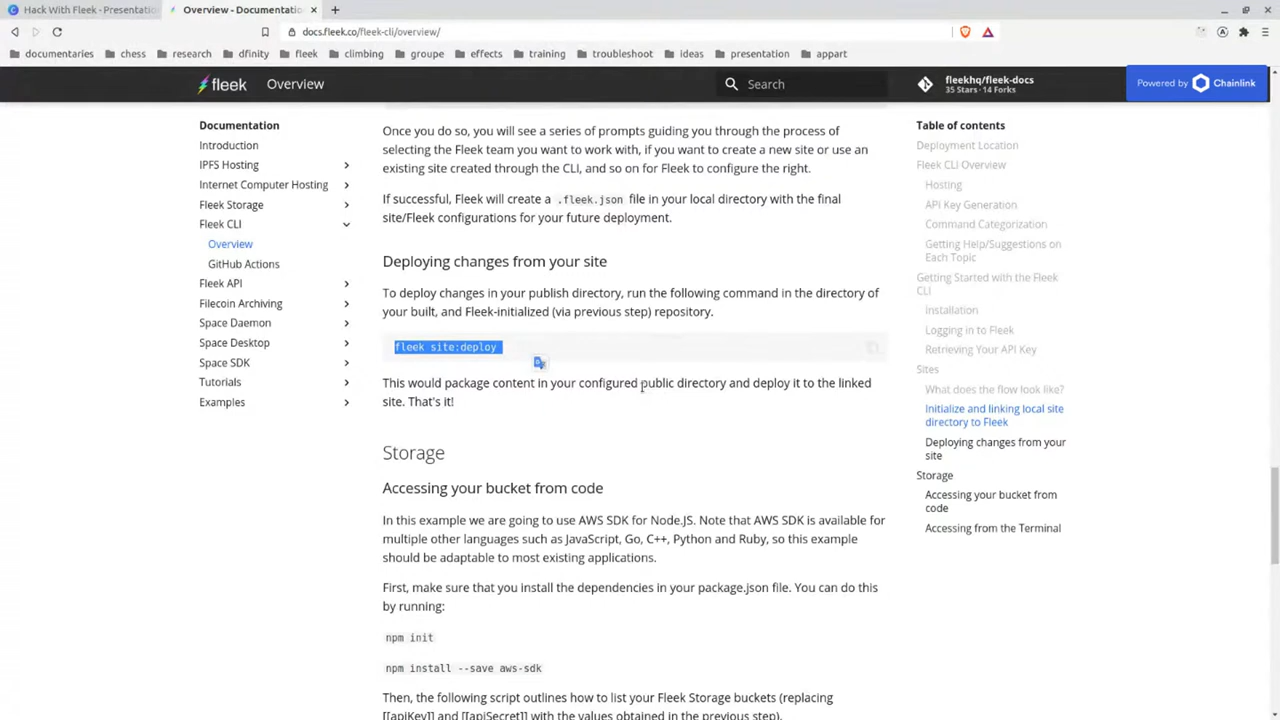 Hack With Fleek - Presentatio
Overview - Documentatio
docs.fleek.co/fleek-cli/overview/
documentaries
chess
research
dfinity
fleek
climbing
groupe
effects
training
troubleshoot
ideas
presentation
appart
fleek
Overview
Search
fleekhq/fleek-docs
35 Stars · 14 Forks
Powered by Chainlink
Documentation
Introduction
IPFS Hosting
Internet Computer Hosting
Fleek Storage
Fleek CLI
Overview
GitHub Actions
Fleek API
Filecoin Archiving
Space Daemon
Space Desktop
Space SDK
Tutorials
Examples
Once you do so, you will see a series of prompts guiding you through the process of
selecting the Fleek team you want to work with, if you want to create a new site or use an
existing site created through the CLI, and so on for Fleek to configure the right.
If successful, Fleek will create a .fleek.json file in your local directory with the final
site/Fleek configurations for your future deployment.
Deploying changes from your site
To deploy changes in your publish directory, run the following command in the directory of
your built, and Fleek-initialized (via previous step) repository.
fleek site:deploy
This would package content in your configured public directory and deploy it to the linked
site. That's it!
Storage
Accessing your bucket from code
In this example we are going to use AWS SDK for Node.JS. Note that AWS SDK is available for
multiple other languages such as JavaScript, Go, C++, Python and Ruby, so this example
should be adaptable to most existing applications.
First, make sure that you install the dependencies in your package.json file. You can do this
by running:
npm init
npm install --save aws-sdk
Then, the following script outlines how to list your Fleek Storage buckets (replacing
[[apiKey]] and [[apiSecret]] with the values obtained in the previous step).
Table of contents
Deployment Location
Fleek CLI Overview
Hosting
API Key Generation
Command Categorization
Getting Help/Suggestions on
Each Topic
Getting Started with the Fleek
CLI
Installation
Logging in to Fleek
Retrieving Your API Key
Sites
What does the flow look like?
Initialize and linking local site
directory to Fleek
Deploying changes from your
site
Storage
Accessing your bucket from
code
Accessing from the Terminal